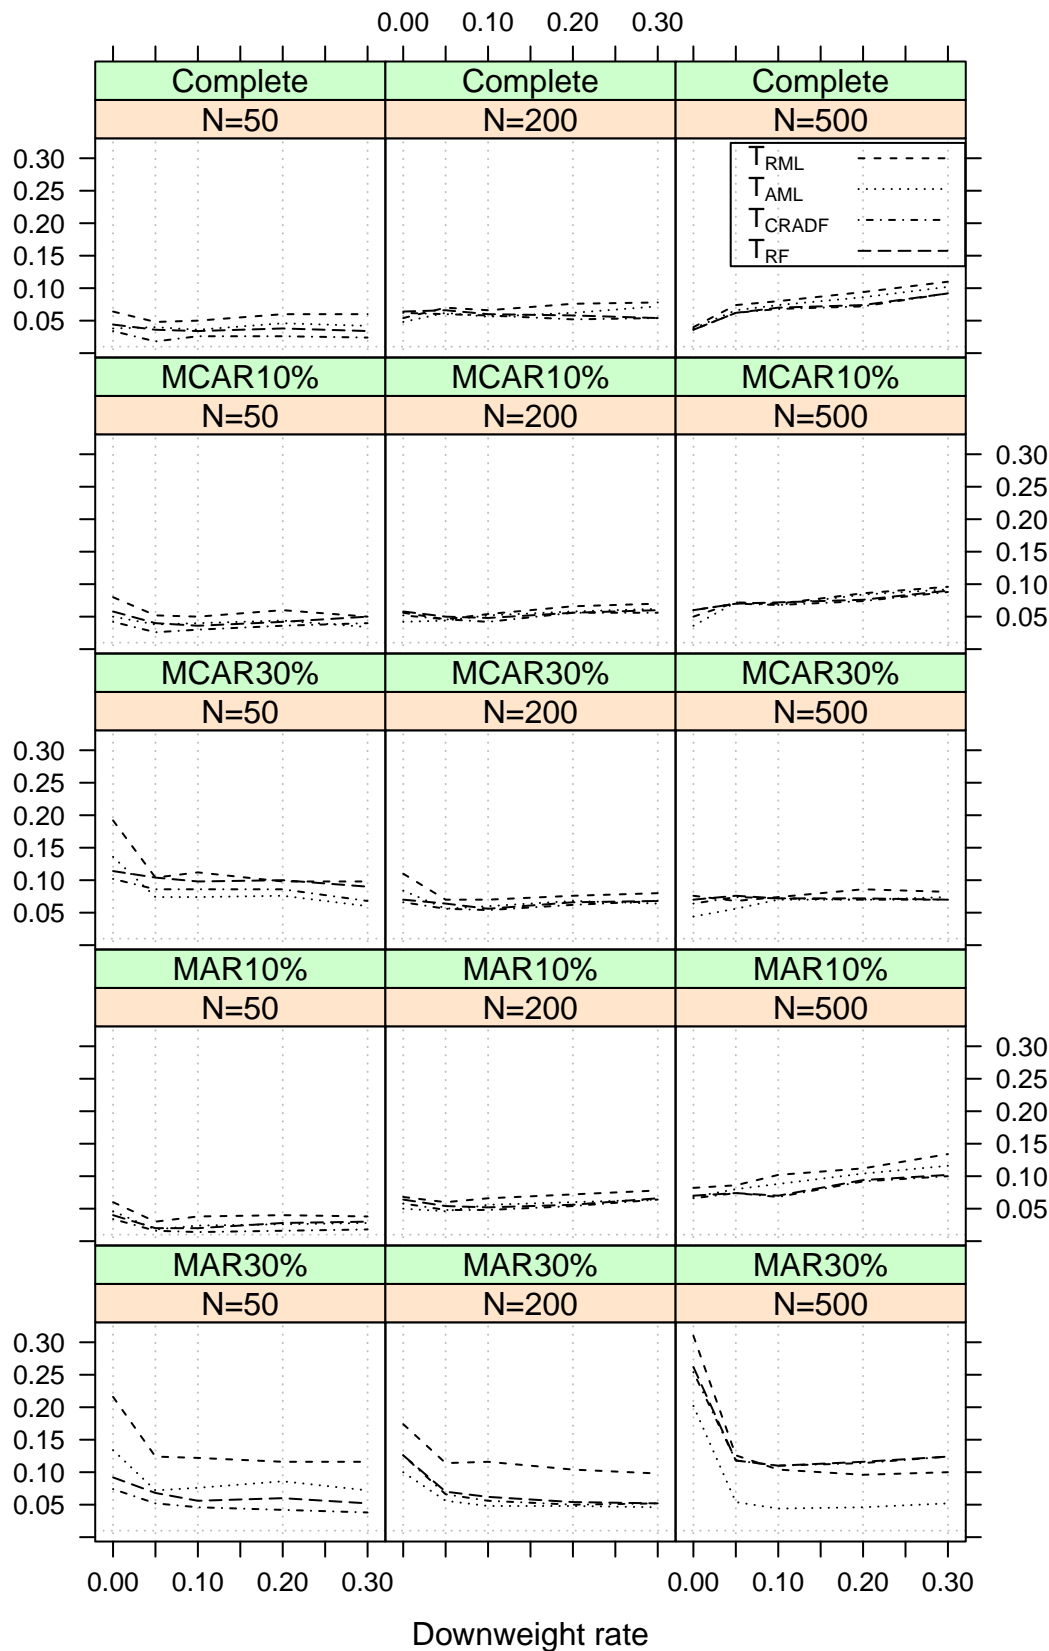 0.00 0.10 0.20 0.30
Complete Complete Complete
N=50 N=200 N=500
T_RML
T_AML
T_CRADF
T_RF
0.30
0.25
0.20
0.15
0.10
0.05
MCAR10% MCAR10% MCAR10%
N=50 N=200 N=500
0.30
0.25
0.20
0.15
0.10
0.05
MCAR30% MCAR30% MCAR30%
N=50 N=200 N=500
0.30
0.25
0.20
0.15
0.10
0.05
MAR10% MAR10% MAR10%
N=50 N=200 N=500
0.30
0.25
0.20
0.15
0.10
0.05
MAR30% MAR30% MAR30%
N=50 N=200 N=500
0.30
0.25
0.20
0.15
0.10
0.05
0.00 0.10 0.20 0.30 0.00 0.10 0.20 0.30
Downweight rate